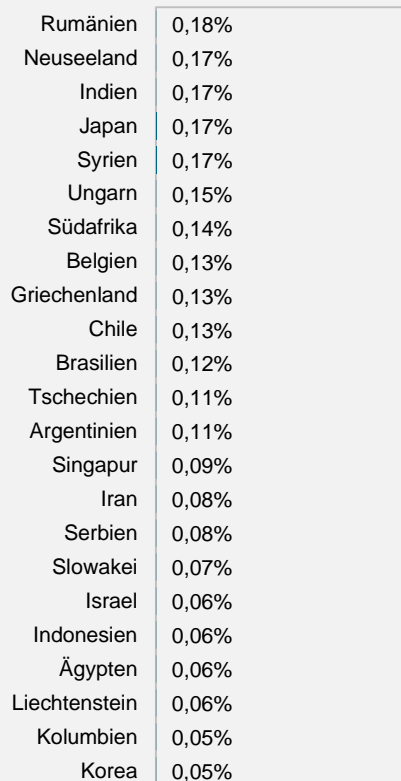 Rumänien 0,18%
Neuseeland 0,17%
Indien 0,17%
Japan 0,17%
Syrien 0,17%
Ungarn 0,15%
Südafrika 0,14%
Belgien 0,13%
Griechenland 0,13%
Chile 0,13%
Brasilien 0,12%
Tschechien 0,11%
Argentinien 0,11%
Singapur 0,09%
Iran 0,08%
Serbien 0,08%
Slowakei 0,07%
Israel 0,06%
Indonesien 0,06%
Ägypten 0,06%
Liechtenstein 0,06%
Kolumbien 0,05%
Korea 0,05%